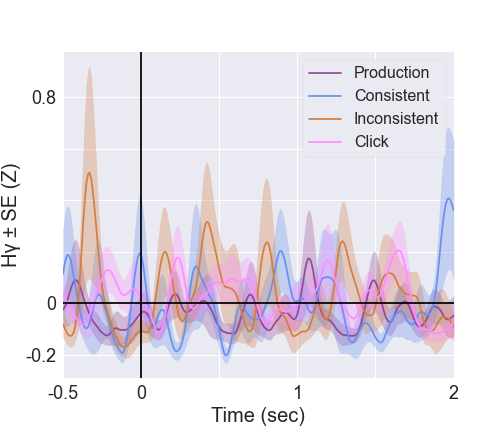 Production
Consistent
Inconsistent
Click
0.8
0
-0.2
Hγ ± SE (Z)
-0.5
0
1
2
Time (sec)